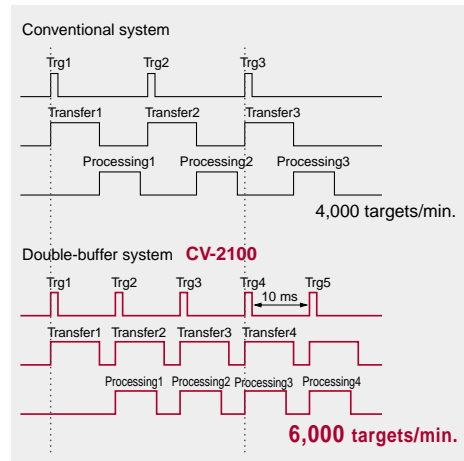 Conventional system
Trg1 Trg2 Trg3
Transfer1 Transfer2 Transfer3
Processing1 Processing2 Processing3
4,000 targets/min.
Double-buffer system CV-2100
Trg1 Trg2 Trg3 Trg4 Trg5
10 ms
Transfer1 Transfer2 Transfer3 Transfer4
Processing1 Processing2 Processing3 Processing4
6,000 targets/min.